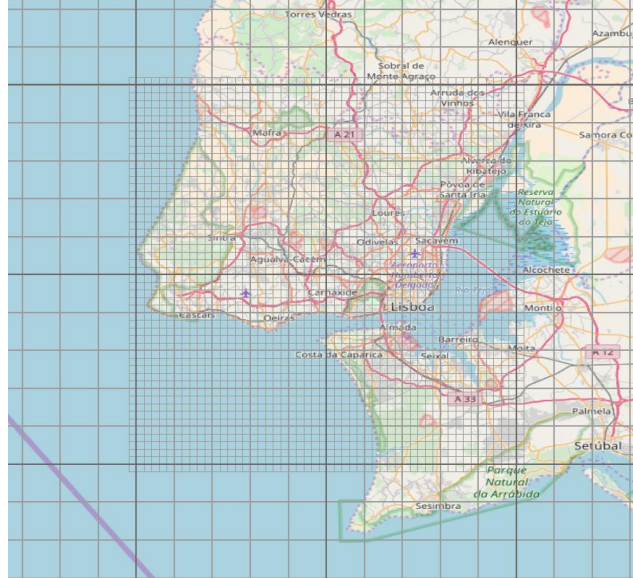 Torres Vedras
Azambu
Alenquer
Sobral de
Monte Agraço
Arruda dos
Vinhos
Vila Franca
de Xira
Mafra
A 21
Samora Co
Alverca do
Ribatejo
Póvoa de
Santa Iria
Reserva
Natural
do Estuário
do Tejo
Loures
Sintra
Odivelas
Sacavém
Agualva-Cacém
Aeroporto
Humberto
Delgado
Alcochete
Carnaxide
Lisboa
Montijo
Cascais
Oeiras
Almada
Barreiro
Costa da Caparica
Seixal
Moita
A 12
A 33
Palmela
Setúbal
Parque
Natural
da Arrábida
Sesimbra